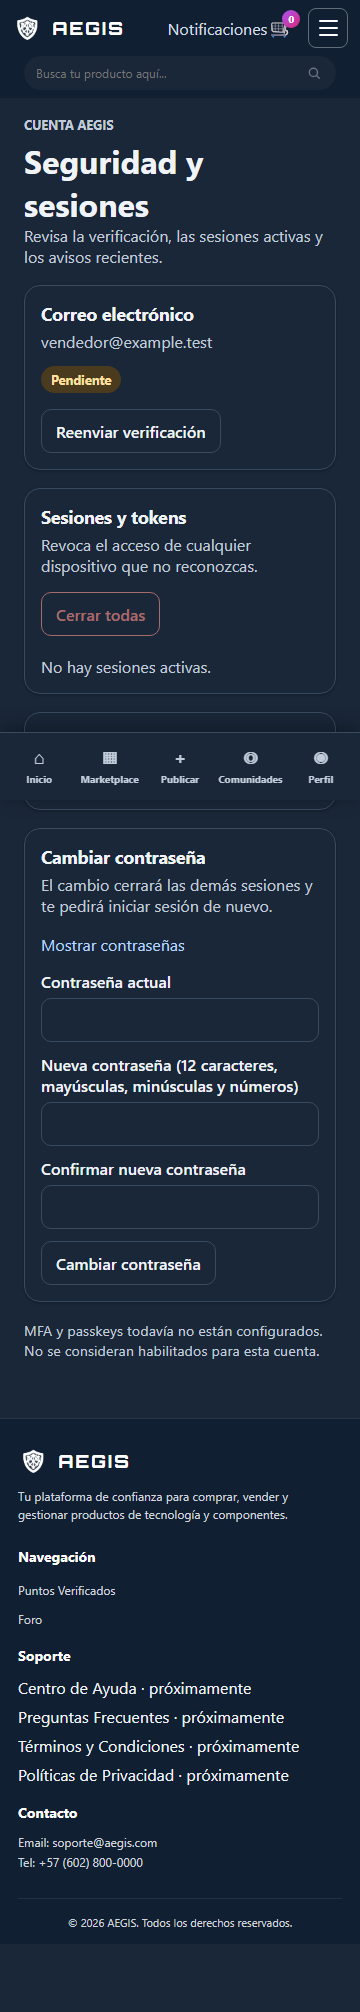 AEGIS
Notificaciones
0
Busca tu producto aquí...
CUENTA AEGIS
Seguridad y
sesiones
Revisa la verificación, las sesiones activas y
los avisos recientes.
Correo electrónico
vendedor@example.test
Pendiente
Reenviar verificación
Sesiones y tokens
Revoca el acceso de cualquier
dispositivo que no reconozcas.
Cerrar todas
No hay sesiones activas.
Inicio
Marketplace
Publicar
Comunidades
Perfil
Cambiar contraseña
El cambio cerrará las demás sesiones y
te pedirá iniciar sesión de nuevo.
Mostrar contraseñas
Contraseña actual
Nueva contraseña (12 caracteres,
mayúsculas, minúsculas y números)
Confirmar nueva contraseña
Cambiar contraseña
MFA y passkeys todavía no están configurados.
No se consideran habilitados para esta cuenta.
AEGIS
Tu plataforma de confianza para comprar, vender y
gestionar productos de tecnología y componentes.
Navegación
Puntos Verificados
Foro
Soporte
Centro de Ayuda · próximamente
Preguntas Frecuentes · próximamente
Términos y Condiciones · próximamente
Políticas de Privacidad · próximamente
Contacto
Email: soporte@aegis.com
Tel: +57 (602) 800-0000
© 2026 AEGIS. Todos los derechos reservados.